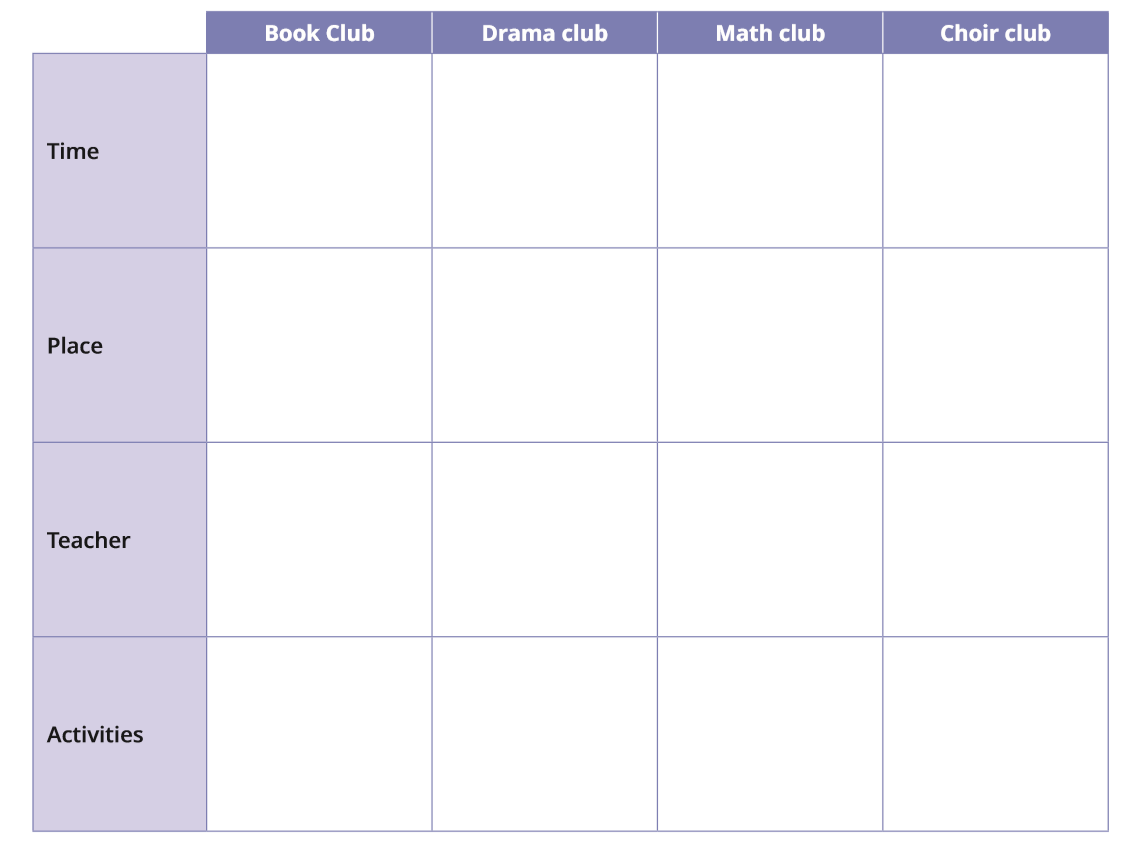 Book Club
Drama club
Math club
Choir club
Time
Place
Teacher
Activities